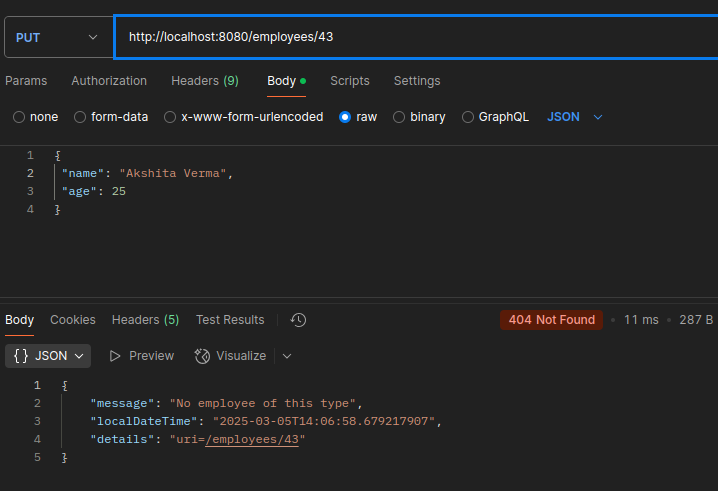 PUT http://localhost:8080/employees/43
Params Authorization Headers (9) Body Scripts Settings
none form-data x-www-form-urlencoded raw binary GraphQL JSON
1 {
2 "name": "Akshita Verma",
3 "age": 25
4 }
Body Cookies Headers (5) Test Results 404 Not Found 11 ms 287 B
{} JSON Preview Visualize
1 {
2 "message": "No employee of this type",
3 "localDateTime": "2025-03-05T14:06:58.679217907",
4 "details": "uri=/employees/43"
5 }